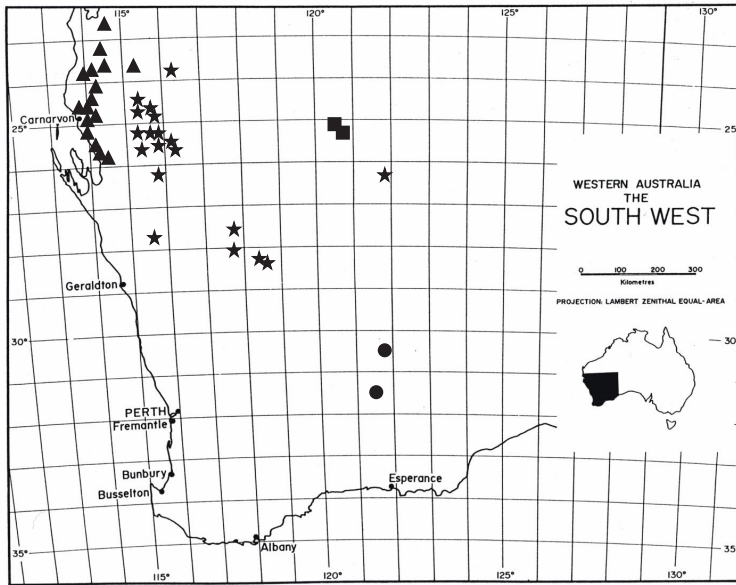 115°
120°
125°
130°
Carnarvon
25°
25°
WESTERN AUSTRALIA
THE
SOUTH WEST
0 100 200 300
Kilometres
PROJECTION: LAMBERT ZENITHAL EQUAL-AREA
Geraldton
30°
30°
PERTH
Fremantle
Bunbury
Busselton
Esperance
Albany
35°
35°
115°
120°
125°
130°